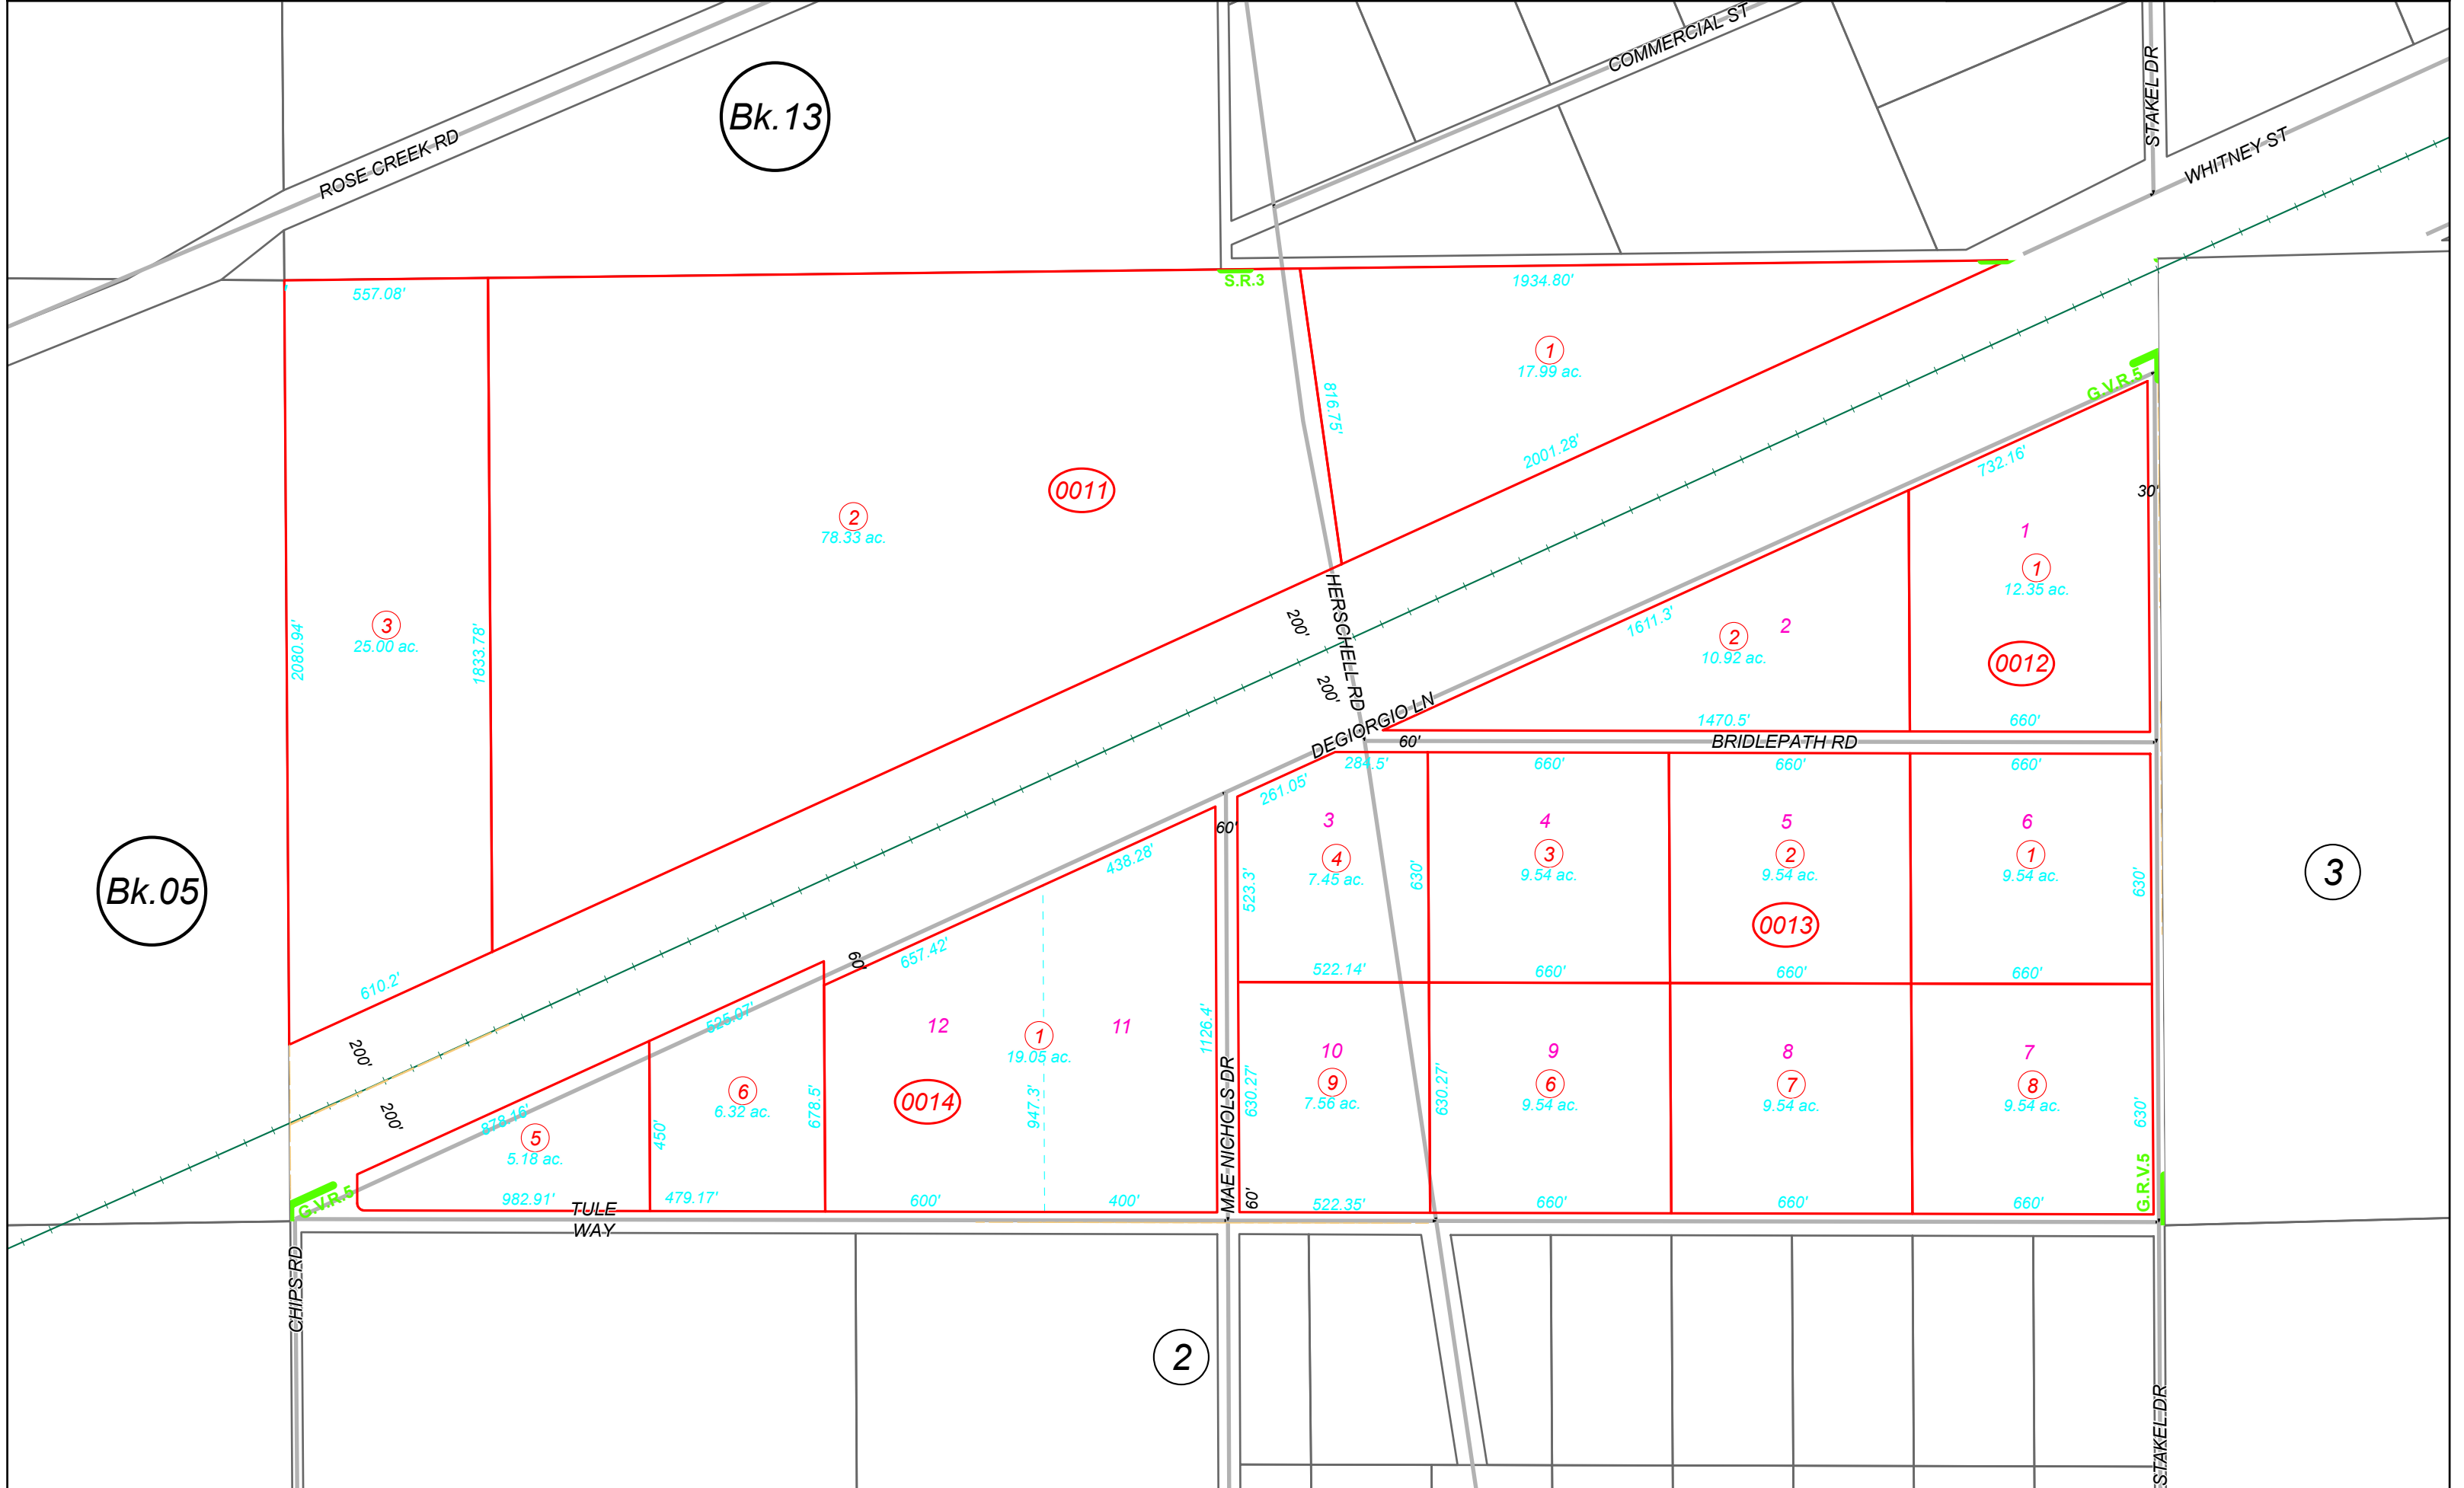 COMMERCIAL ST
STAKEL DR
Bk.13
ROSE CREEK RD
WHITNEY ST
S.R.3
557.08'
1934.80'
1
17.99 ac.
G.V.R.5
816.75'
2001.28'
732.16'
30'
0011
2
78.33 ac.
1
1
12.35 ac.
HERSCHELL RD
200'
200'
3
25.00 ac.
2080.94'
1833.78'
1611.3'
2
2
10.92 ac.
0012
DEGIORGIO LN
1470.5'
660'
60'
BRIDLEPATH RD
284.5'
660'
660'
660'
261.05'
60'
3
4
5
6
4
7.45 ac.
3
9.54 ac.
2
9.54 ac.
1
9.54 ac.
438.28'
523.3'
630'
630'
3
Bk.05
0013
657.42'
60'
610.2'
522.14'
660'
660'
660'
525.07'
12
11
1
19.05 ac.
1126.4'
200'
200'
10
9
8
7
9
7.56 ac.
6
9.54 ac.
7
9.54 ac.
8
9.54 ac.
630.27'
630.27'
630'
6
6.32 ac.
678.5'
0014
947.3'
MAE NICHOLS DR
878.16'
5
5.18 ac.
450'
G.V.R.5
G.R.V.5
982.91'
479.17'
600'
400'
60'
522.35'
660'
660'
660'
TULE
WAY
CHIPS RD
2
STAKEL DR